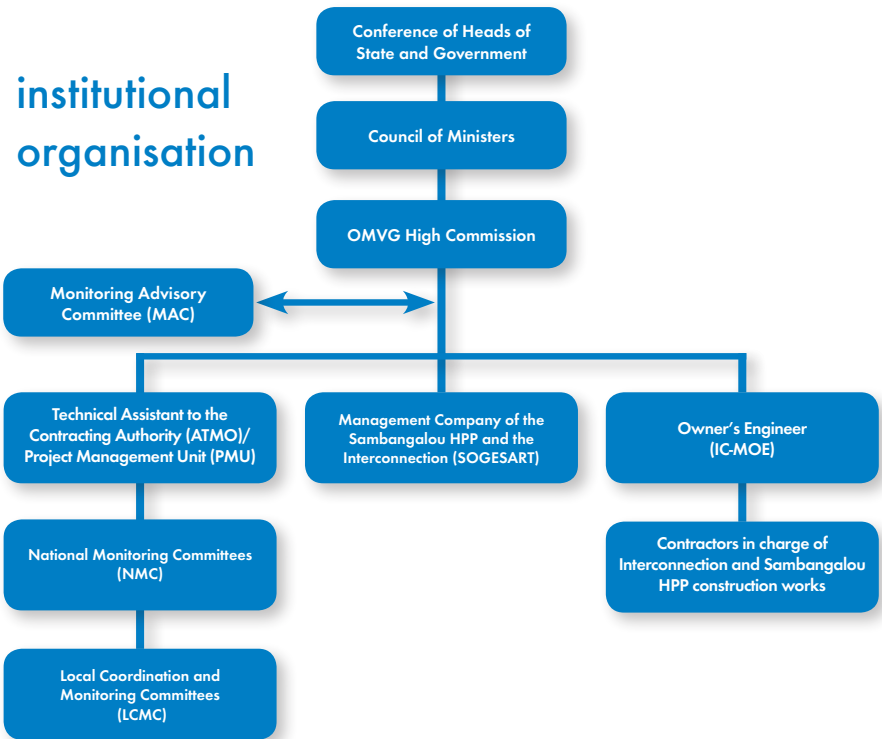 institutional
organisation
Conference of Heads of
State and Government
Council of Ministers
OMVG High Commission
Monitoring Advisory
Committee (MAC)
Technical Assistant to the
Contracting Authority (ATMO)/
Project Management Unit (PMU)
Management Company of the
Sambangalou HPP and the
Interconnection (SOGESART)
Owner's Engineer
(IC-MOE)
National Monitoring Committees
(NMC)
Contractors in charge of
Interconnection and Sambangalou
HPP construction works
Local Coordination and
Monitoring Committees
(LCMC)